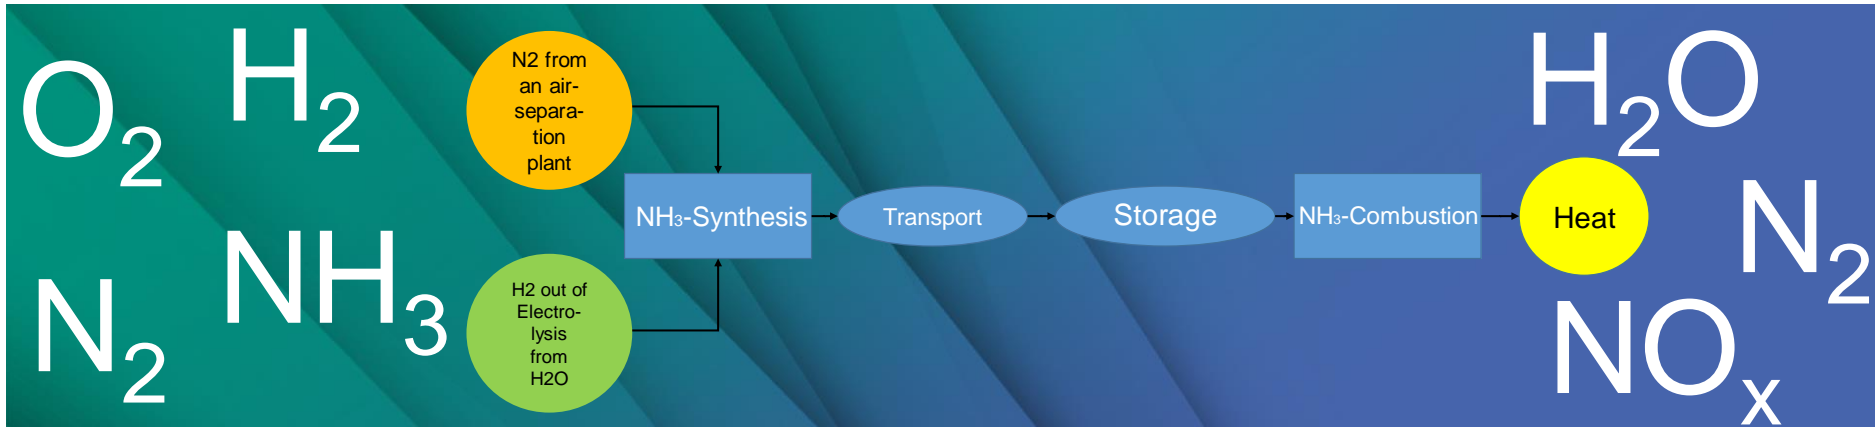 O₂
H₂
N₂
NH₃
N2 from
an air-
separa-
tion
plant
H2 out of
Electro-
lysis
from
H2O
NH₃-Synthesis
Transport
Storage
NH₃-Combustion
Heat
H₂O
N₂
NOₓ